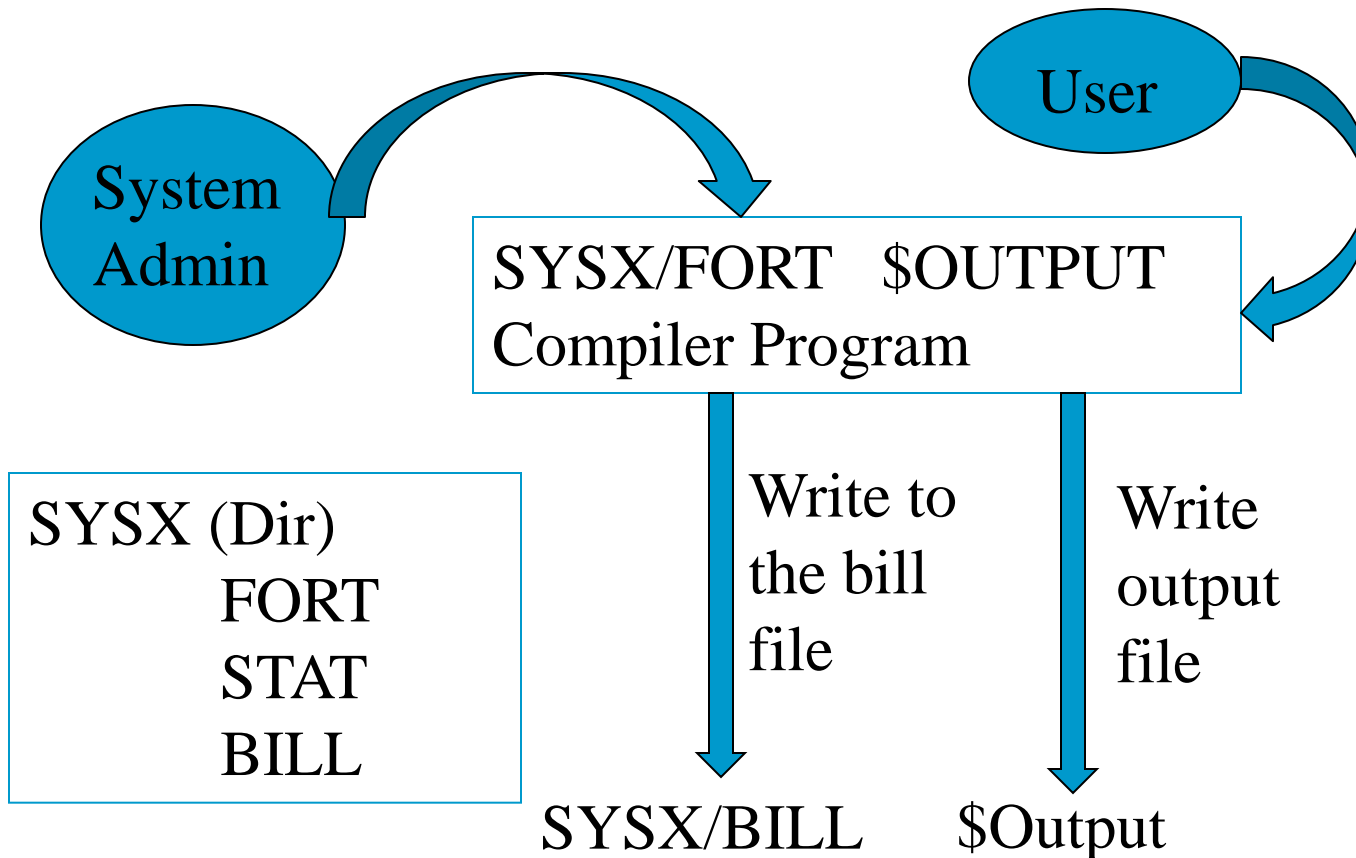 User
System
Admin
SYSX/FORT $OUTPUT
Compiler Program
SYSX (Dir)
FORT
STAT
BILL
Write to
the bill
file
Write
output
file
SYSX/BILL
$Output